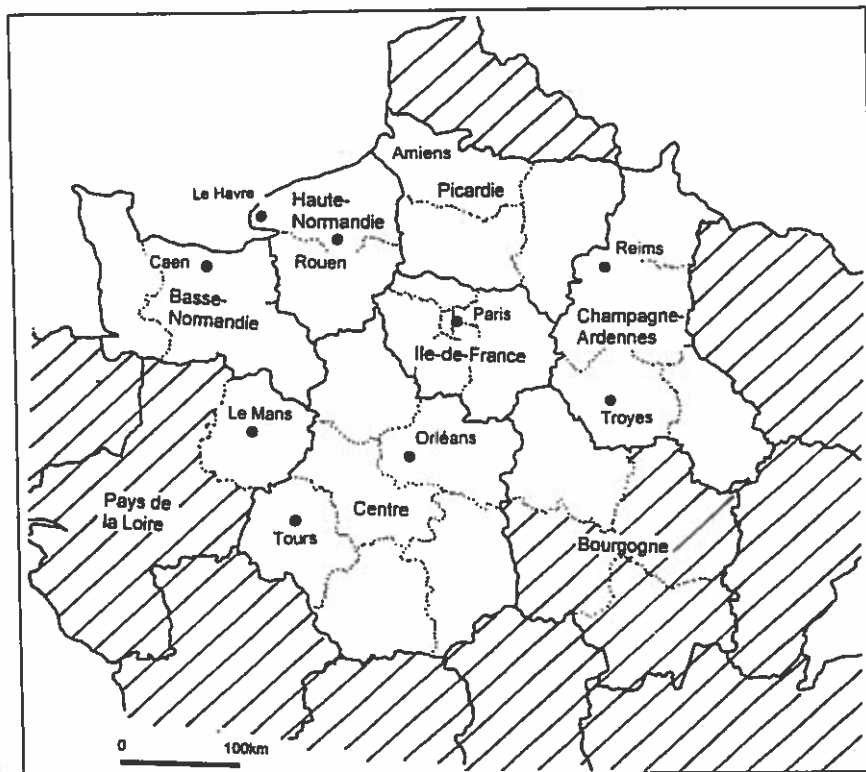 Amiens
Picardie
Le Havre
Haute-
Normandie
Rouen
Caen
Basse-
Normandie
Reims
Champagne-
Ardennes
Paris
Ile-de-France
Le Mans
Orléans
Troyes
Pays de
la Loire
Tours
Centre
Bourgogne
0
100km